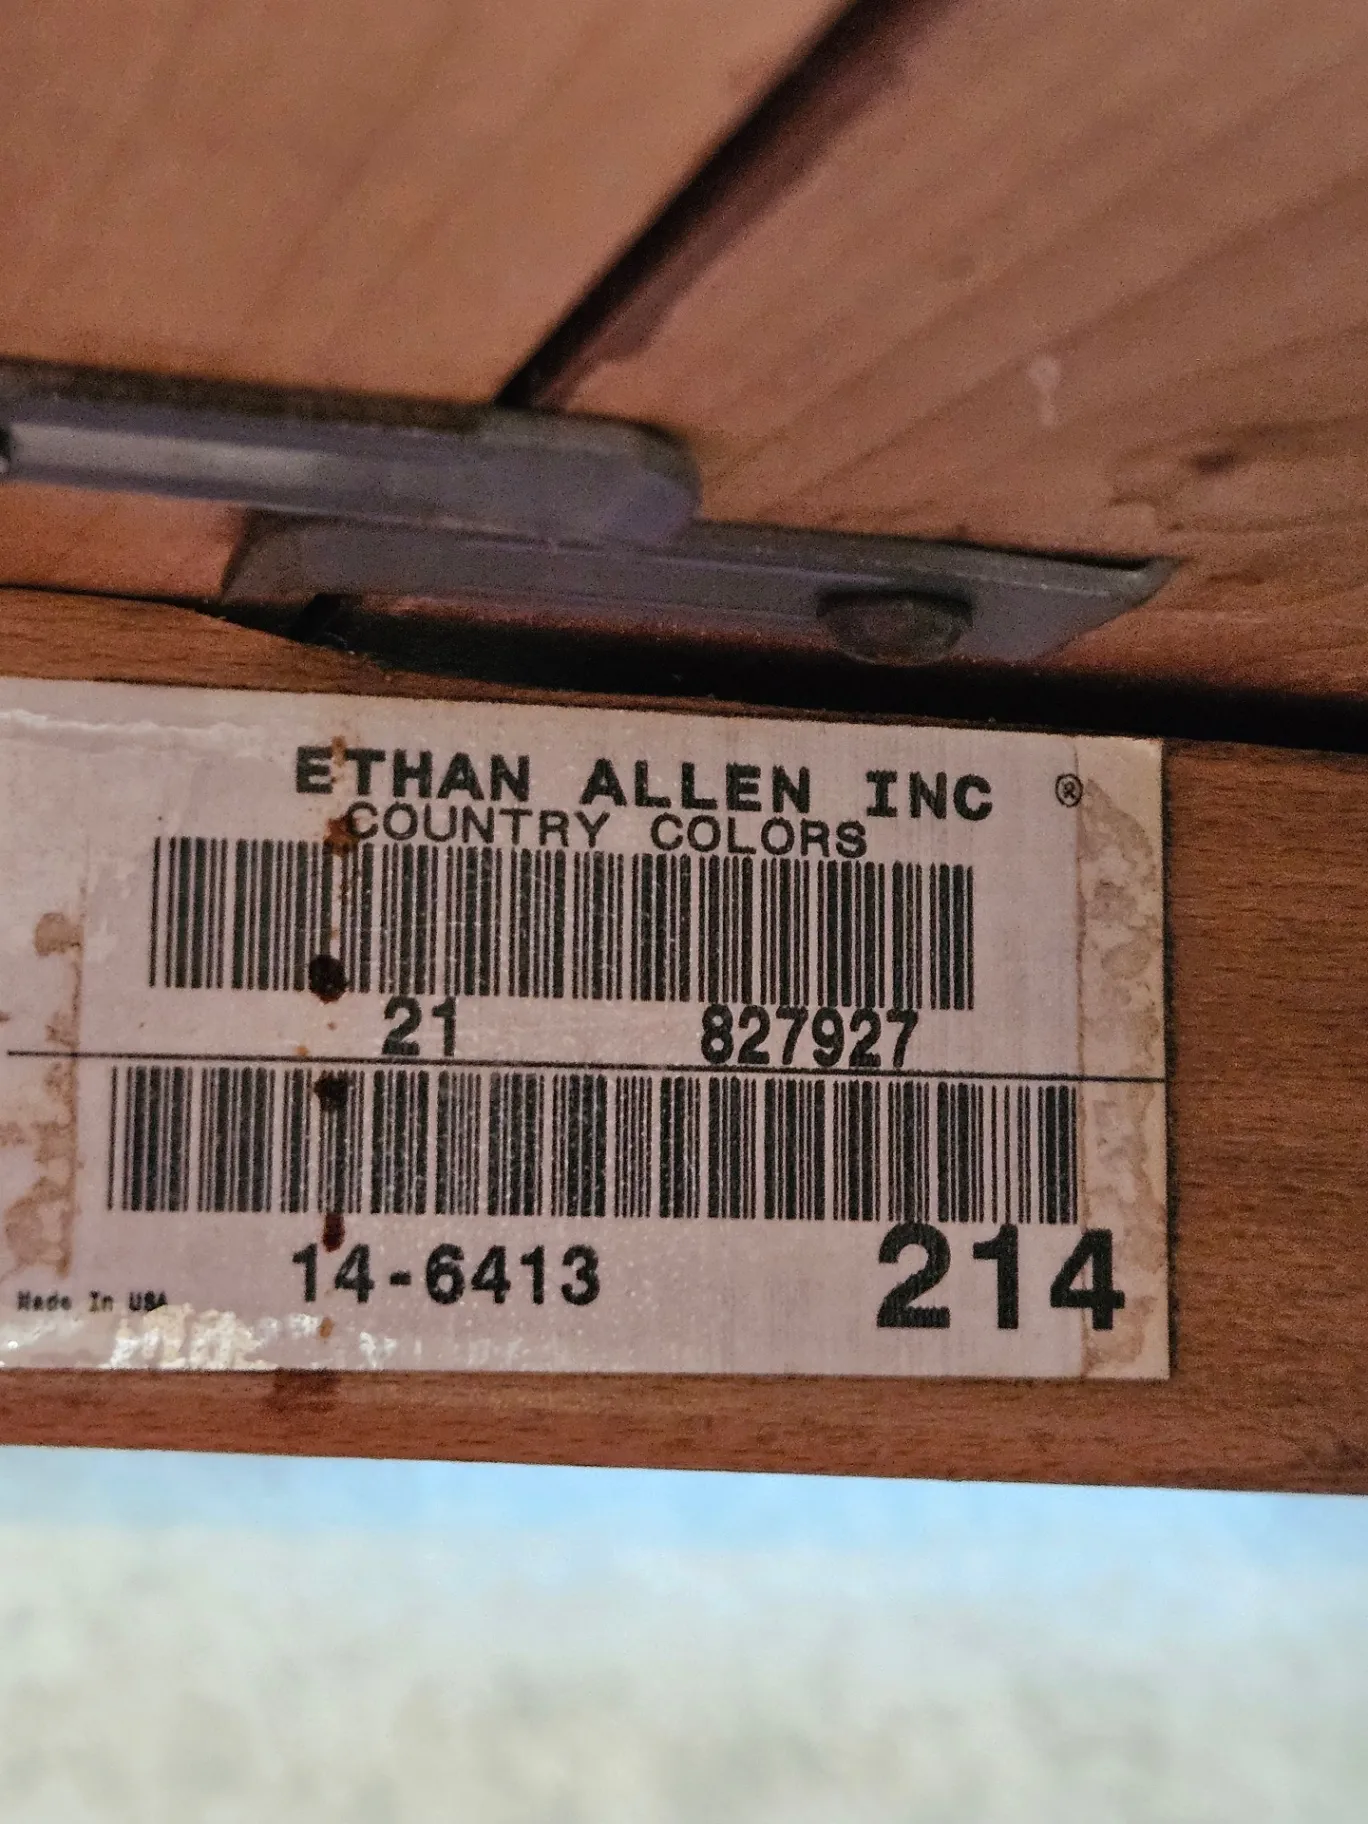 ETHAN ALLEN INC ®
COUNTRY COLORS
21 827927
14-6413 214
Made In USA